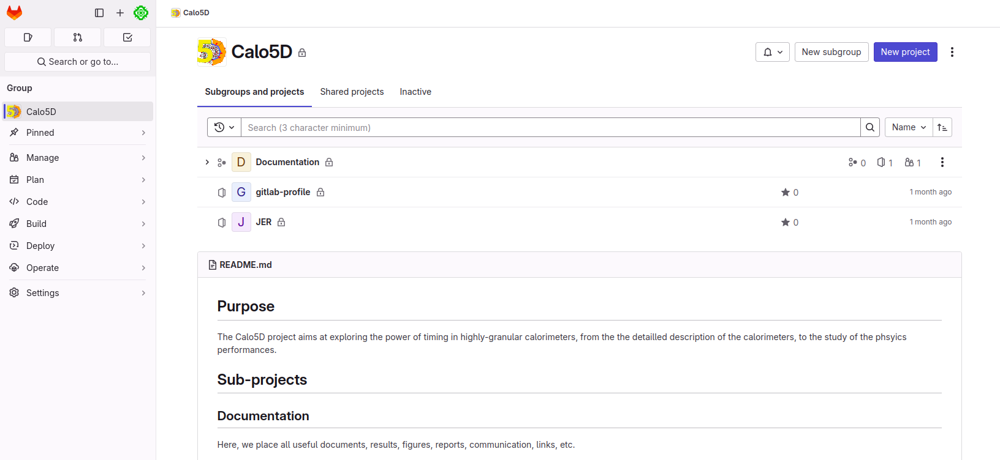 Calo5D
Search or go to...
Group
Calo5D
Pinned
Manage
Plan
Code
Build
Deploy
Operate
Settings
Calo5D
New subgroup
New project
Subgroups and projects
Shared projects
Inactive
Search (3 character minimum)
Name
D Documentation 0 1 1
G gitlab-profile 0 1 month ago
J JER 0 1 month ago
README.md
Purpose
The Calo5D project aims at exploring the power of timing in highly-granular calorimeters, from the the detailled description of the calorimeters, to the study of the phsyics
performances.
Sub-projects
Documentation
Here, we place all useful documents, results, figures, reports, communication, links, etc.